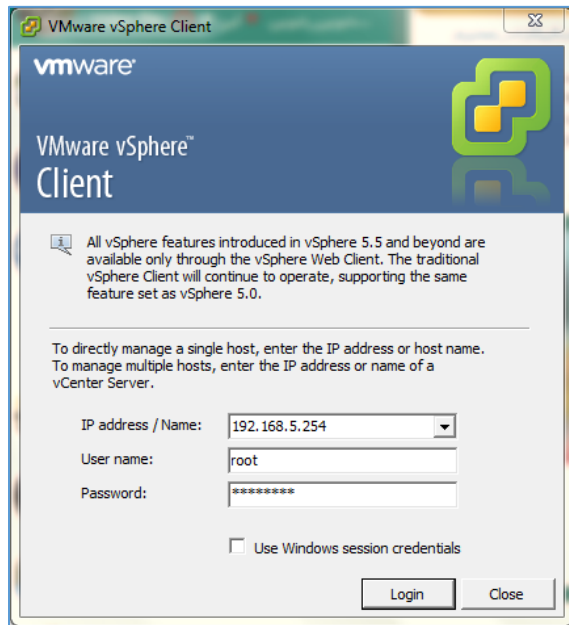 VMware vSphere Client
vmware
VMware vSphere™
Client
All vSphere features introduced in vSphere 5.5 and beyond are
available only through the vSphere Web Client. The traditional
vSphere Client will continue to operate, supporting the same
feature set as vSphere 5.0.
To directly manage a single host, enter the IP address or host name.
To manage multiple hosts, enter the IP address or name of a
vCenter Server.
IP address / Name: 192.168.5.254
User name: root
Password: ********
Use Windows session credentials
Login Close